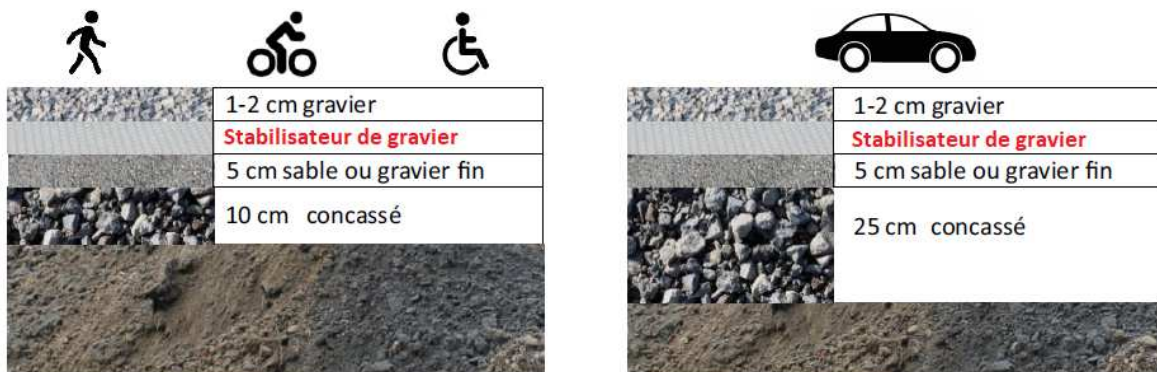 1-2 cm gravier
Stabilisateur de gravier
5 cm sable ou gravier fin
10 cm concassé
1-2 cm gravier
Stabilisateur de gravier
5 cm sable ou gravier fin
25 cm concassé